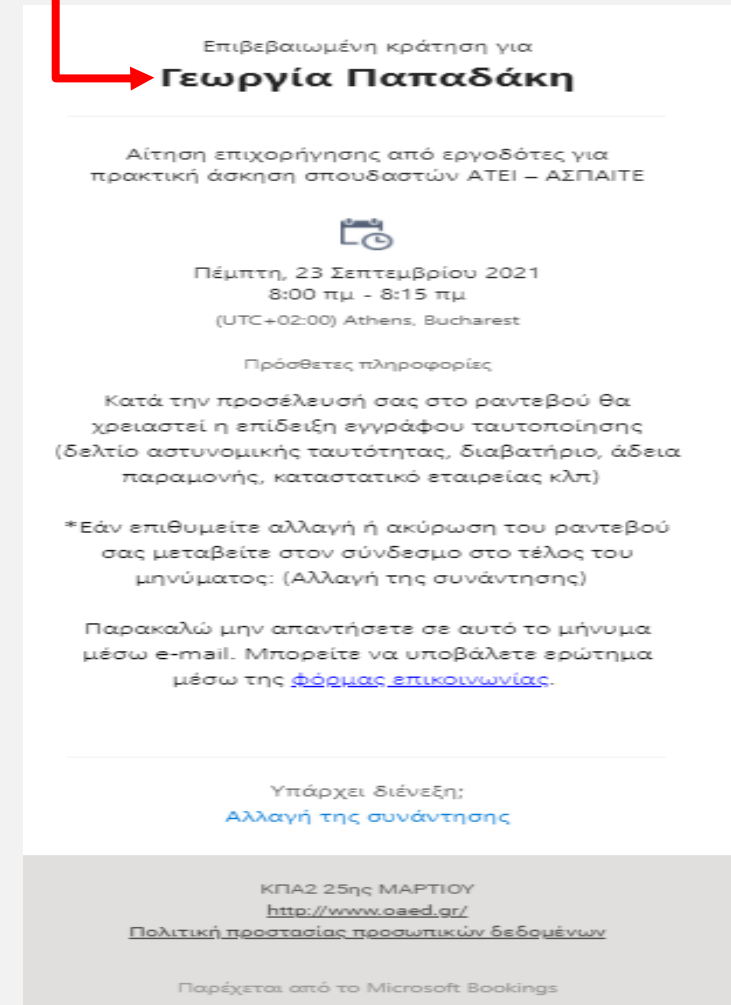 Επιβεβαιωμένη κράτηση για
Γεωργία Παπαδάκη
Αίτηση επιχορήγησης από εργοδότες για
πρακτική άσκηση σπουδαστών ΑΤΕΙ – ΑΣΠΑΙΤΕ
Πέμπτη, 23 Σεπτεμβρίου 2021
8:00 πμ - 8:15 πμ
(UTC+02:00) Athens, Bucharest
Πρόσθετες πληροφορίες
Κατά την προσέλευσή σας στο ραντεβού θα
χρειαστεί η επίδειξη εγγράφου ταυτοποίησης
(δελτίο αστυνομικής ταυτότητας, διαβατήριο, άδεια
παραμονής, καταστατικό εταιρείας κλπ)
*Εάν επιθυμείτε αλλαγή ή ακύρωση του ραντεβού
σας μεταβείτε στον σύνδεσμο στο τέλος του
μηνύματος: (Αλλαγή της συνάντησης)
Παρακαλώ μην απαντήσετε σε αυτό το μήνυμα
μέσω e-mail. Μπορείτε να υποβάλετε ερώτημα
μέσω της φόρμας επικοινωνίας.
Υπάρχει διένεξη;
Αλλαγή της συνάντησης
ΚΠΑ2 25ης ΜΑΡΤΙΟΥ
http://www.oaed.gr/
Πολιτική προστασίας προσωπικών δεδομένων
Παρέχεται από το Microsoft Bookings